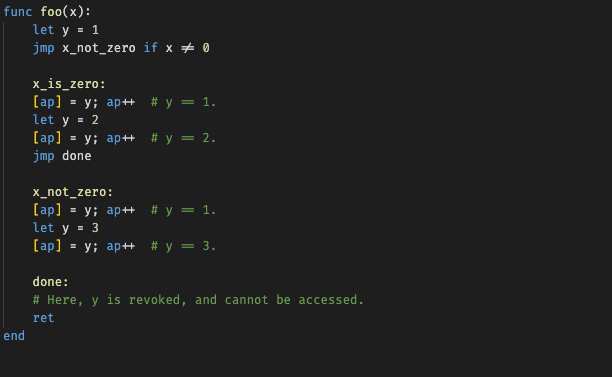 func foo(x):
    let y = 1
    jmp x_not_zero if x != 0

    x_is_zero:
    [ap] = y; ap++  # y == 1.
    let y = 2
    [ap] = y; ap++  # y == 2.
    jmp done

    x_not_zero:
    [ap] = y; ap++  # y == 1.
    let y = 3
    [ap] = y; ap++  # y == 3.

    done:
    # Here, y is revoked, and cannot be accessed.
    ret
end